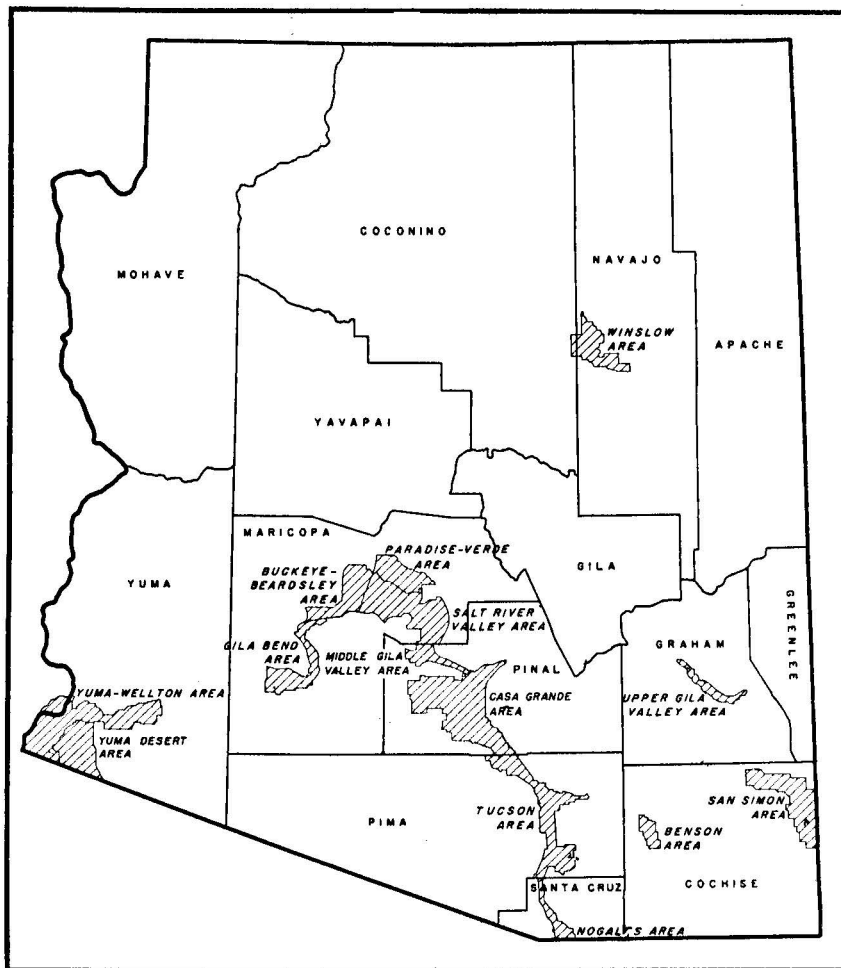 COCONINO
NAVAJO
MOHAVE
WINSLOW
AREA
APACHE
YAVAPAI
MARICOPA
PARADISE-VERDE
AREA
GILA
BUCKEYE-
BEARDSLEY
AREA
YUMA
GREENLEE
SALT RIVER
VALLEY AREA
GILA BEND
AREA
MIDDLE GILA
VALLEY AREA
PINAL
GRAHAM
YUMA-WELLTON AREA
CASA GRANDE
AREA
UPPER GILA
VALLEY AREA
YUMA DESERT
AREA
SAN SIMON
AREA
TUCSON
AREA
PIMA
BENSON
AREA
SANTA CRUZ
COCHISE
NOGALES AREA